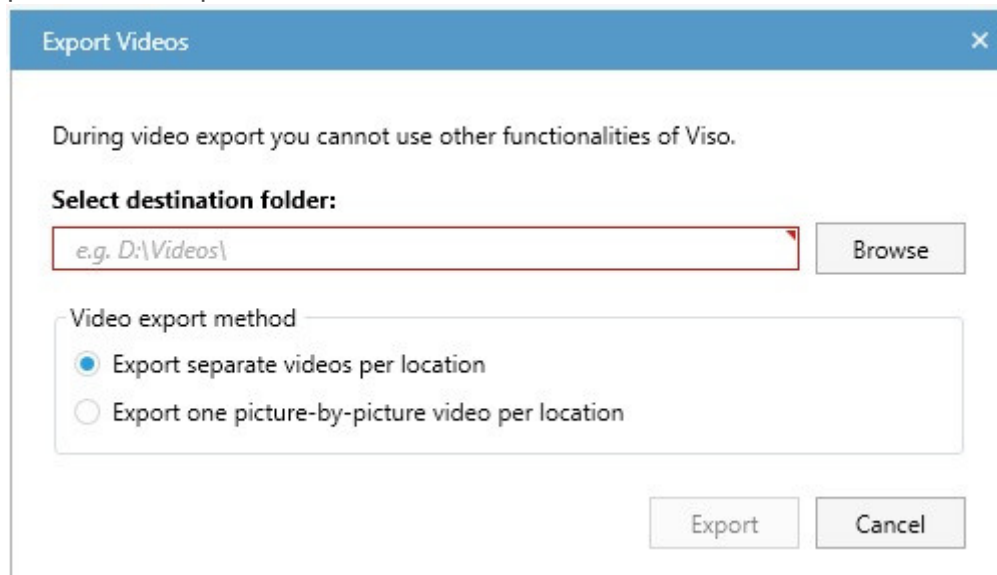 Export Videos
During video export you cannot use other functionalities of Viso.
Select destination folder:
e.g. D:\Videos\
Browse
Video export method
Export separate videos per location
Export one picture-by-picture video per location
Export
Cancel